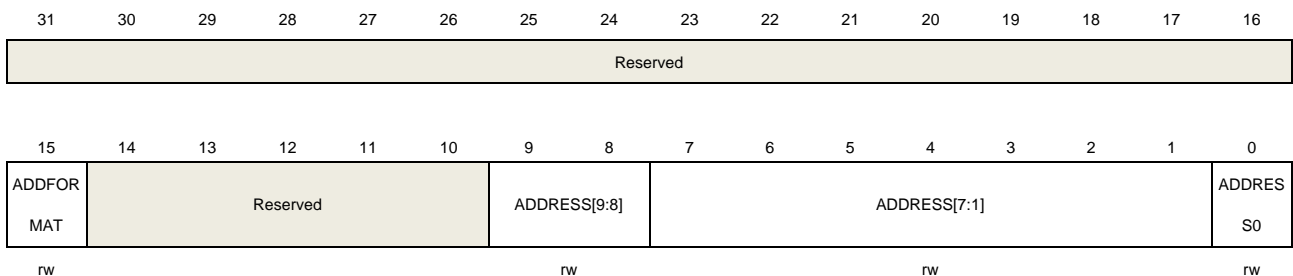 31 30 29 28 27 26 25 24 23 22 21 20 19 18 17 16
Reserved
15 14 13 12 11 10 9 8 7 6 5 4 3 2 1 0
ADDFOR
MAT
Reserved
ADDRESS[9:8]
ADDRESS[7:1]
ADDRES
S0
rw rw rw rw